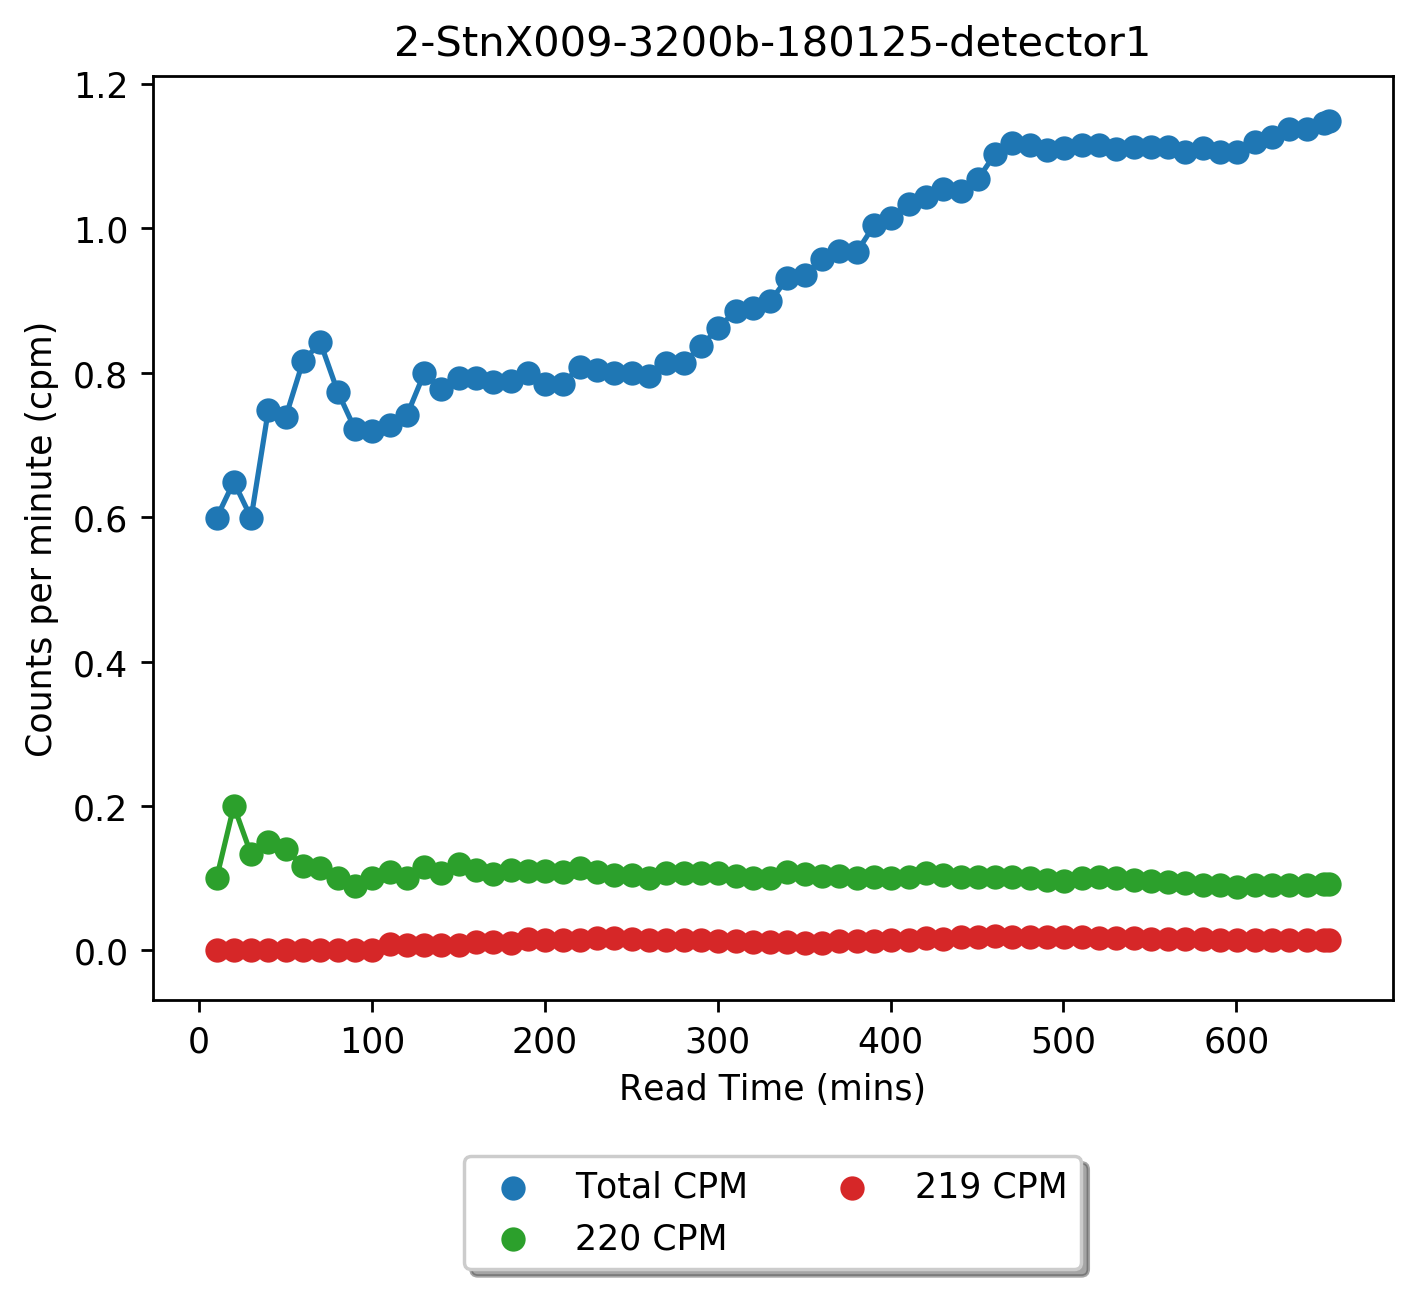 2-StnX009-3200b-180125-detector1
Counts per minute (cpm)
1.2
1.0
0.8
0.6
0.4
0.2
0.0
0 100 200 300 400 500 600
Read Time (mins)
Total CPM 219 CPM
220 CPM